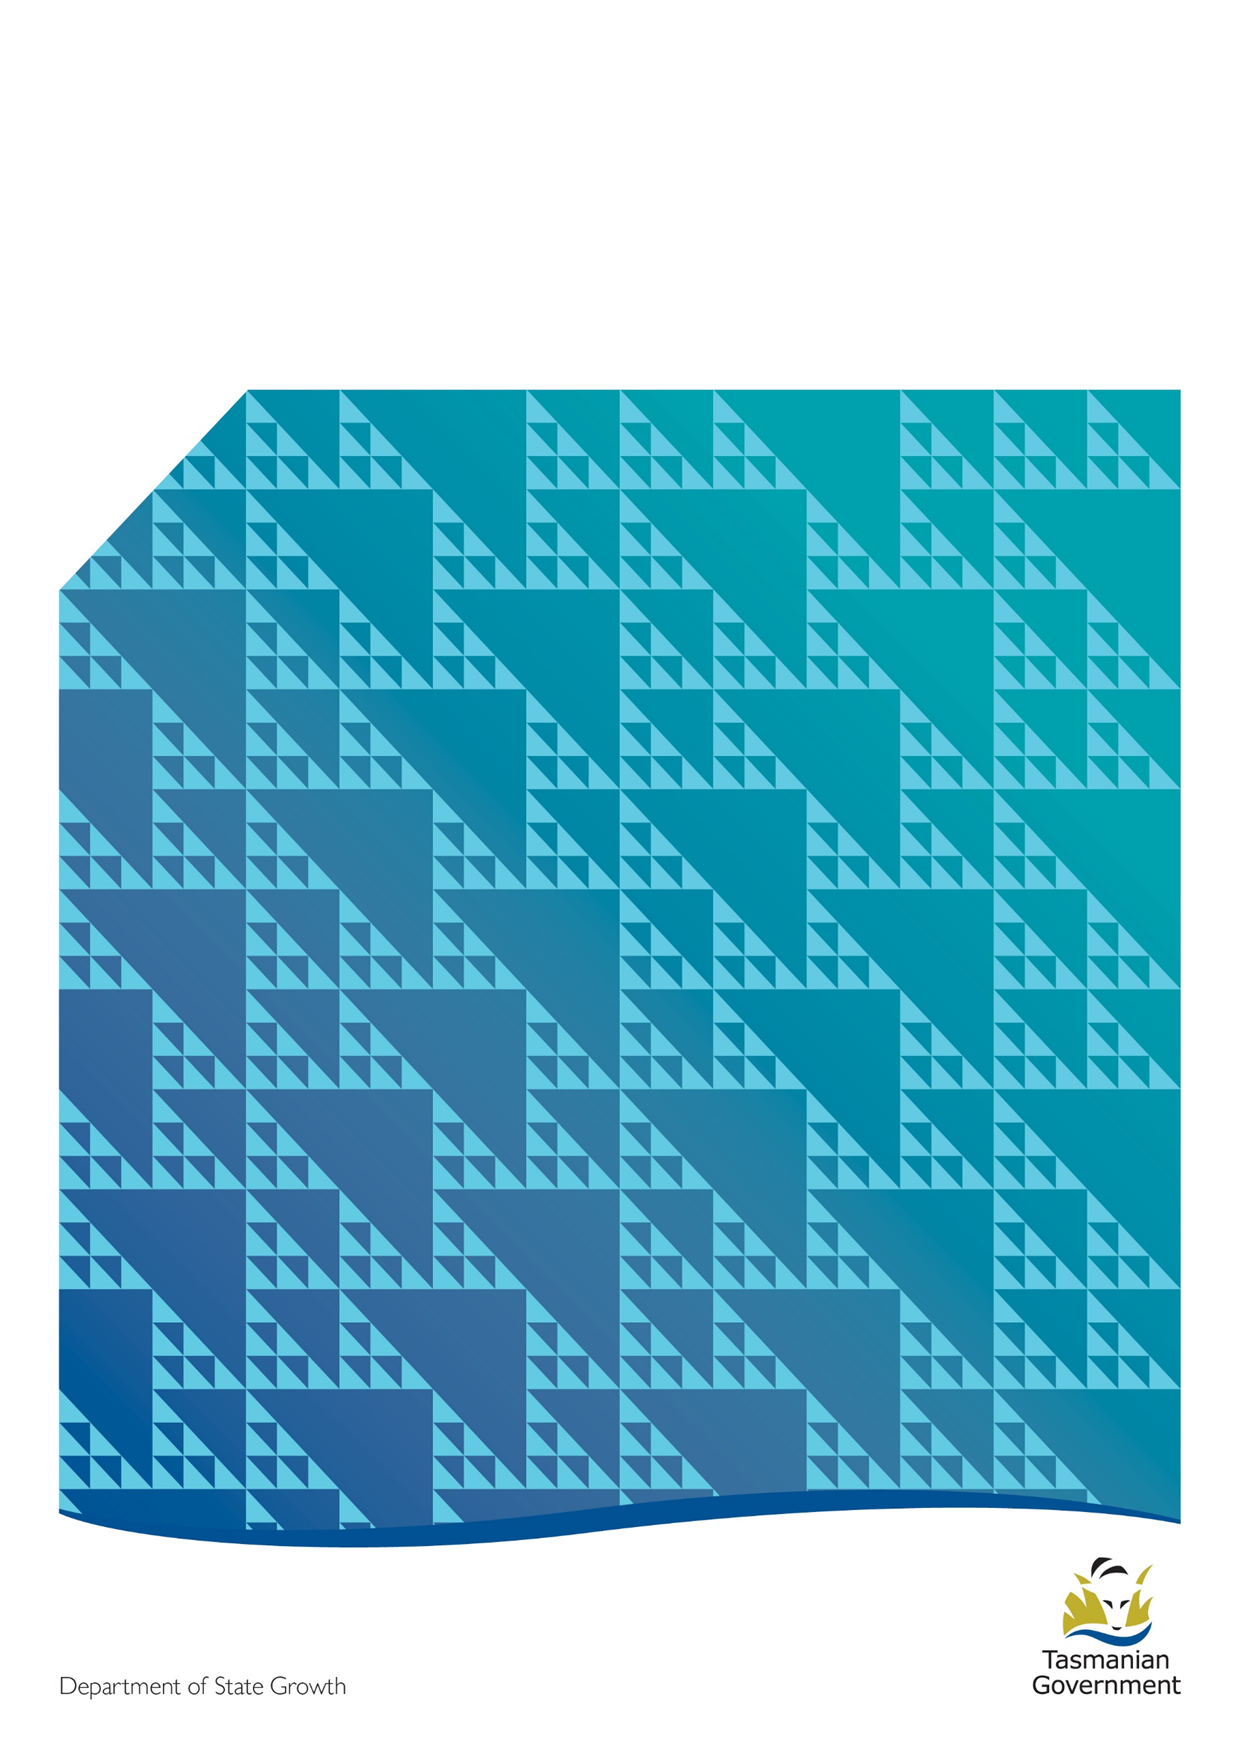 Department of State Growth
Tasmanian
Government